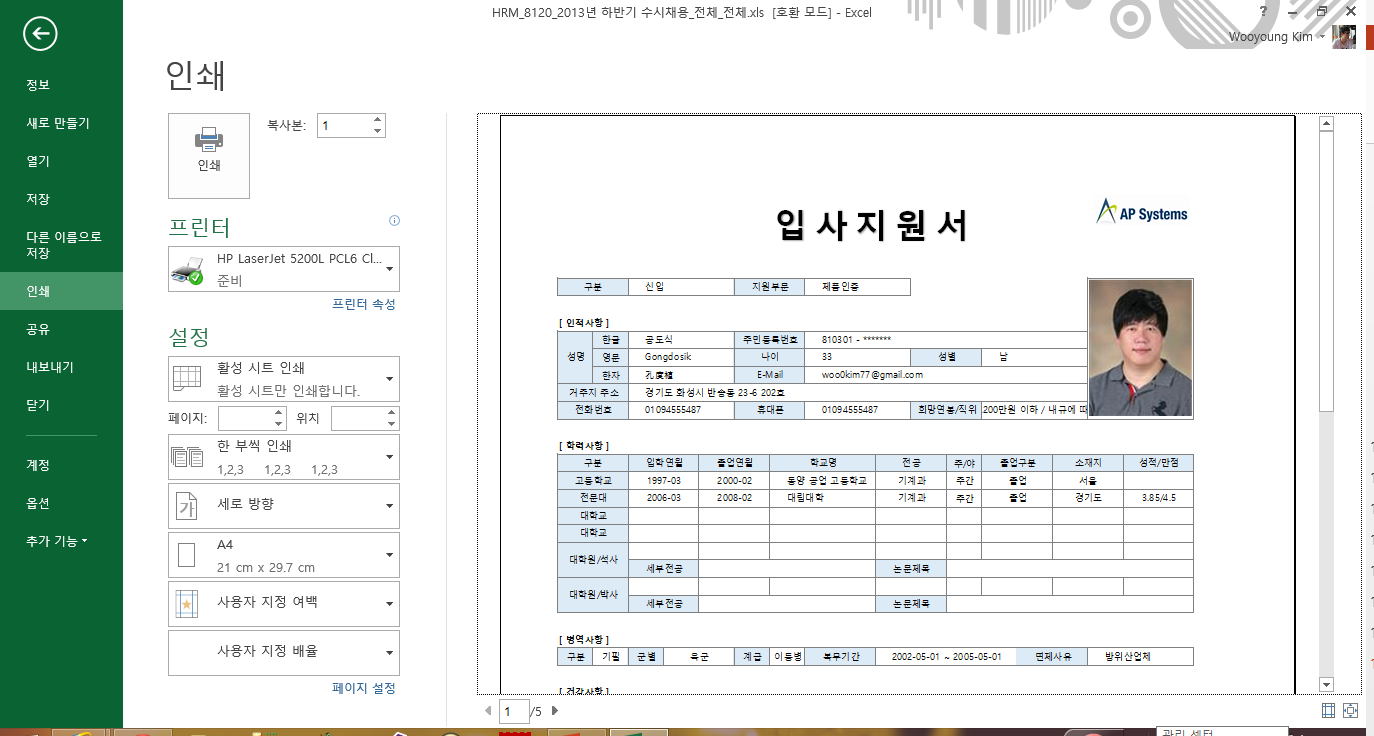 HRM_8120_2013년 하반기 수시채용_전체_전체.xls [호환 모드] - Excel
?
Wooyoung Kim
정보
새로 만들기
열기
저장
다른 이름으로
저장
인쇄
공유
내보내기
닫기
계정
옵션
추가 기능
인쇄
인쇄
복사본: 1
프린터
HP LaserJet 5200L PCL6 Cl...
준비
프린터 속성
설정
활성 시트 인쇄
활성 시트만 인쇄합니다.
페이지: 위치
한 부씩 인쇄
1,2,3 1,2,3 1,2,3
가
세로 방향
A4
21 cm x 29.7 cm
사용자 지정 여백
사용자 지정 배율
페이지 설정
입 사 지 원 서
AP Systems
구분 신입 지원부문 제품인증
[ 인적사항 ]
성명 한글 공도식 주민등록번호 810301 - *******
영문 Gongdosik 나이 33 성별 남
한자 孔度植 E-Mail woo0kim77@gmail.com
거주지 주소 경기도 화성시 반송동 23-6 202호
전화번호 01094555487 휴대폰 01094555487 희망연봉/직위 200만원 이하 / 내규에 따
[ 학력사항 ]
구분 입학연월 졸업연월 학교명 전공 주/야 졸업구분 소재지 성적/만점
고등학교 1997-03 2000-02 동양 공업 고등학교 기계과 주간 졸업 서울
전문대 2006-03 2008-02 대림대학 기계과 주간 졸업 경기도 3.85/4.5
대학교
대학교
대학원/석사
세부전공 논문제목
대학원/박사
세부전공 논문제목
[ 병역사항 ]
구분 기필 군별 육군 계급 이등병 복무기간 2002-05-01 ~ 2005-05-01 면제사유 방위산업체
[ 건강사항 ]
1 /5